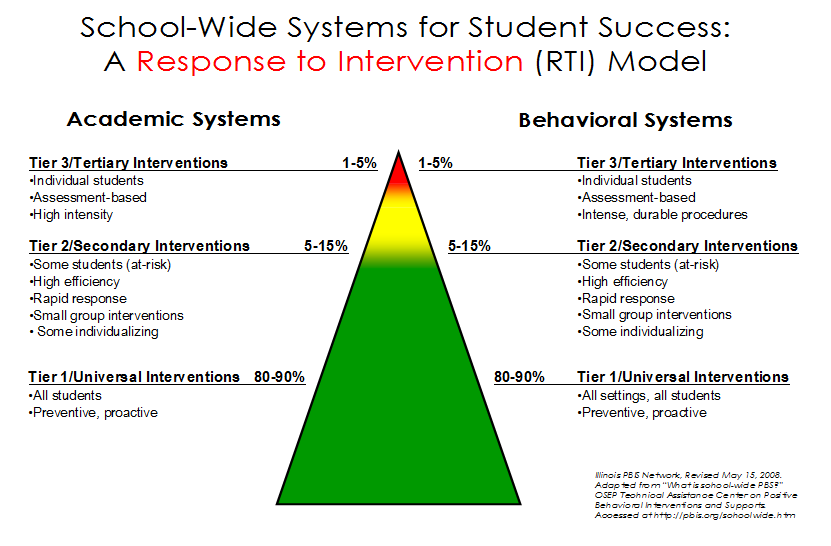 School-Wide Systems for Student Success:
A Response to Intervention (RTI) Model
Academic Systems
Tier 3/Tertiary Interventions 1-5%
•Individual students
•Assessment-based
•High intensity
Tier 2/Secondary Interventions 5-15%
•Some students (at-risk)
•High efficiency
•Rapid response
•Small group interventions
• Some individualizing
Tier 1/Universal Interventions 80-90%
•All students
•Preventive, proactive
Behavioral Systems
1-5% Tier 3/Tertiary Interventions
•Individual students
•Assessment-based
•Intense, durable procedures
5-15% Tier 2/Secondary Interventions
•Some students (at-risk)
•High efficiency
•Rapid response
•Small group interventions
•Some individualizing
80-90% Tier 1/Universal Interventions
•All settings, all students
•Preventive, proactive
Illinois PBIS Network, Revised May 15, 2008.
Adapted from "What is school-wide PBS?"
OSEP Technical Assistance Center on Positive
Behavioral Interventions and Supports.
Accessed at http://pbis.org/schoolwide.htm